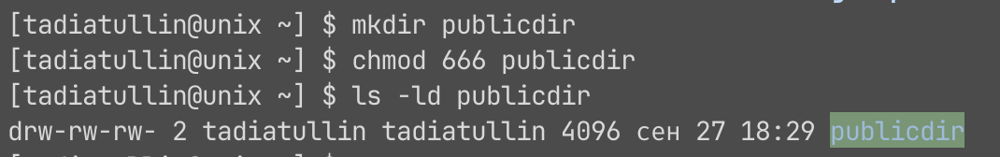 [tadiatullin@unix ~] $ mkdir publicdir
[tadiatullin@unix ~] $ chmod 666 publicdir
[tadiatullin@unix ~] $ ls -ld publicdir
drw-rw-rw- 2 tadiatullin tadiatullin 4096 сен 27 18:29 publicdir